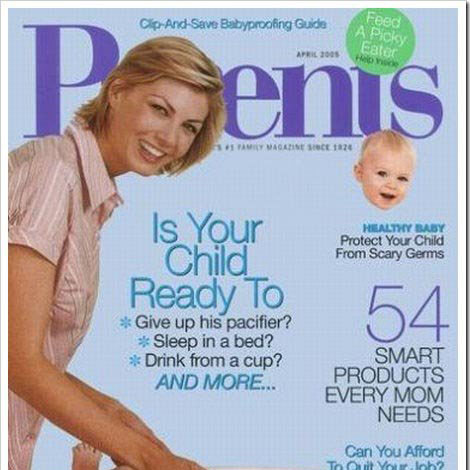 Clip-And-Save Babyproofing Guide
Feed
A Picky
Eater
Help Inside
APRIL 2005
Parents
'S #1 FAMILY MAGAZINE SINCE 1926
HEALTHY BABY
Protect Your Child
From Scary Germs
Is Your
Child
Ready To
* Give up his pacifier?
* Sleep in a bed?
* Drink from a cup?
AND MORE...
54
SMART
PRODUCTS
EVERY MOM
NEEDS
Can You Afford
To Quit Your Job?